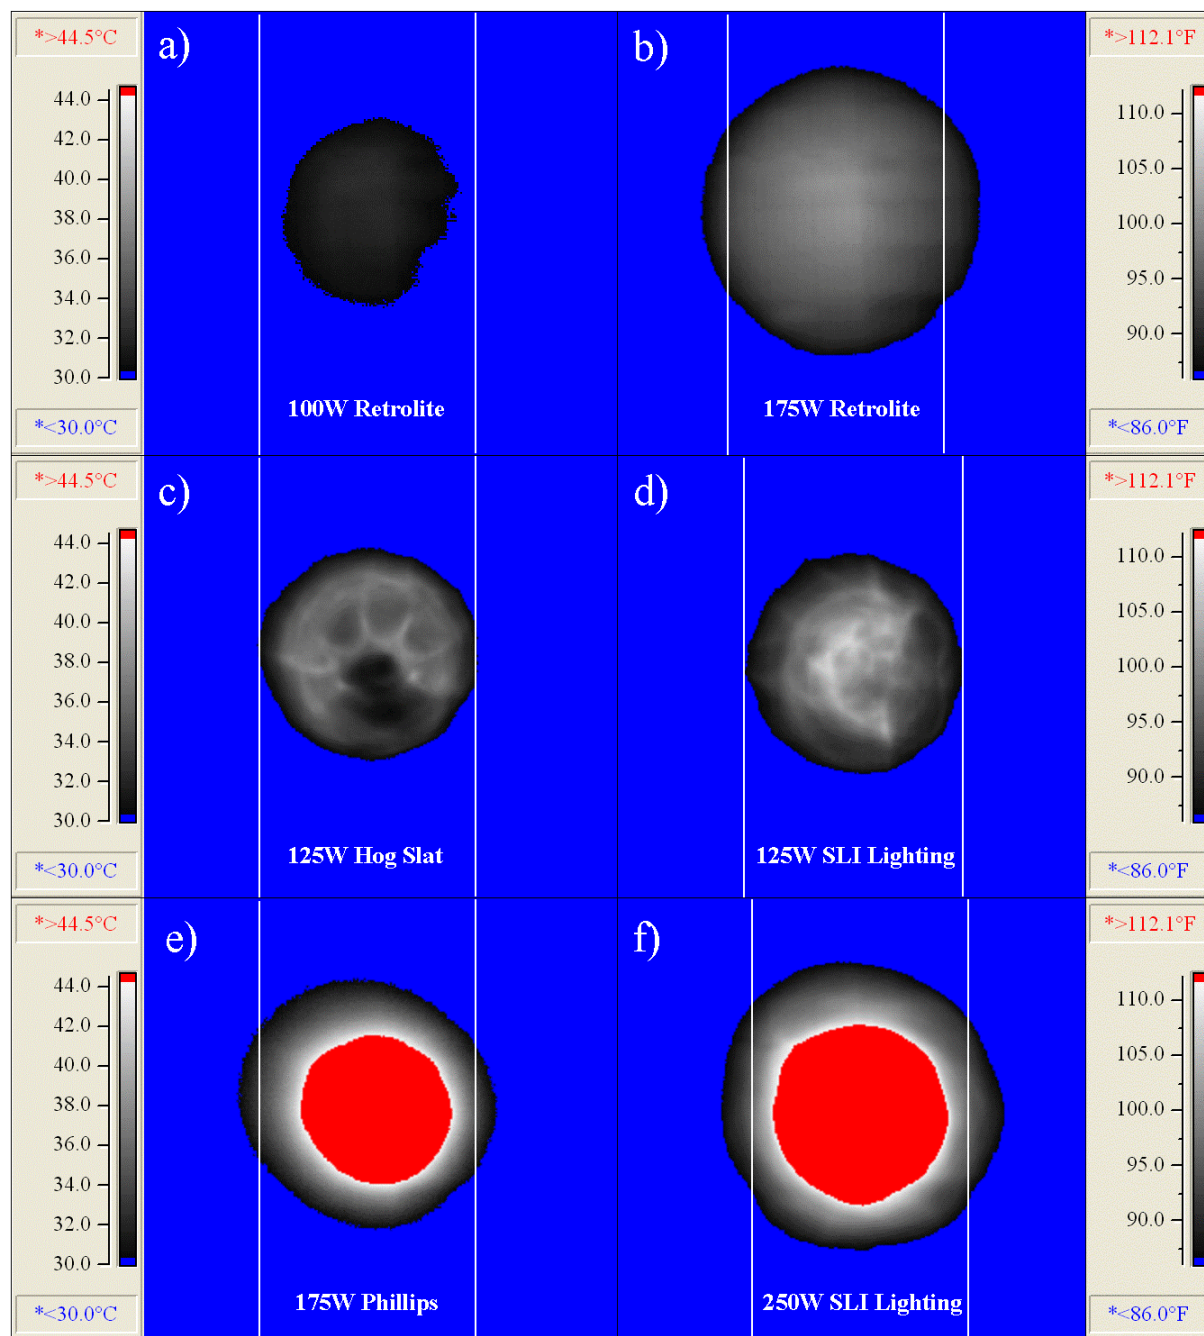 *>44.5°C
a)
b)
*>112.1°F
44.0
42.0
40.0
38.0
36.0
34.0
32.0
30.0
110.0
105.0
100.0
95.0
90.0
100W Retrolite
175W Retrolite
*<30.0°C
*<86.0°F
*>44.5°C
c)
d)
*>112.1°F
44.0
42.0
40.0
38.0
36.0
34.0
32.0
30.0
110.0
105.0
100.0
95.0
90.0
125W Hog Slat
125W SLI Lighting
*<30.0°C
*<86.0°F
*>44.5°C
e)
f)
*>112.1°F
44.0
42.0
40.0
38.0
36.0
34.0
32.0
30.0
110.0
105.0
100.0
95.0
90.0
175W Phillips
250W SLI Lighting
*<30.0°C
*<86.0°F